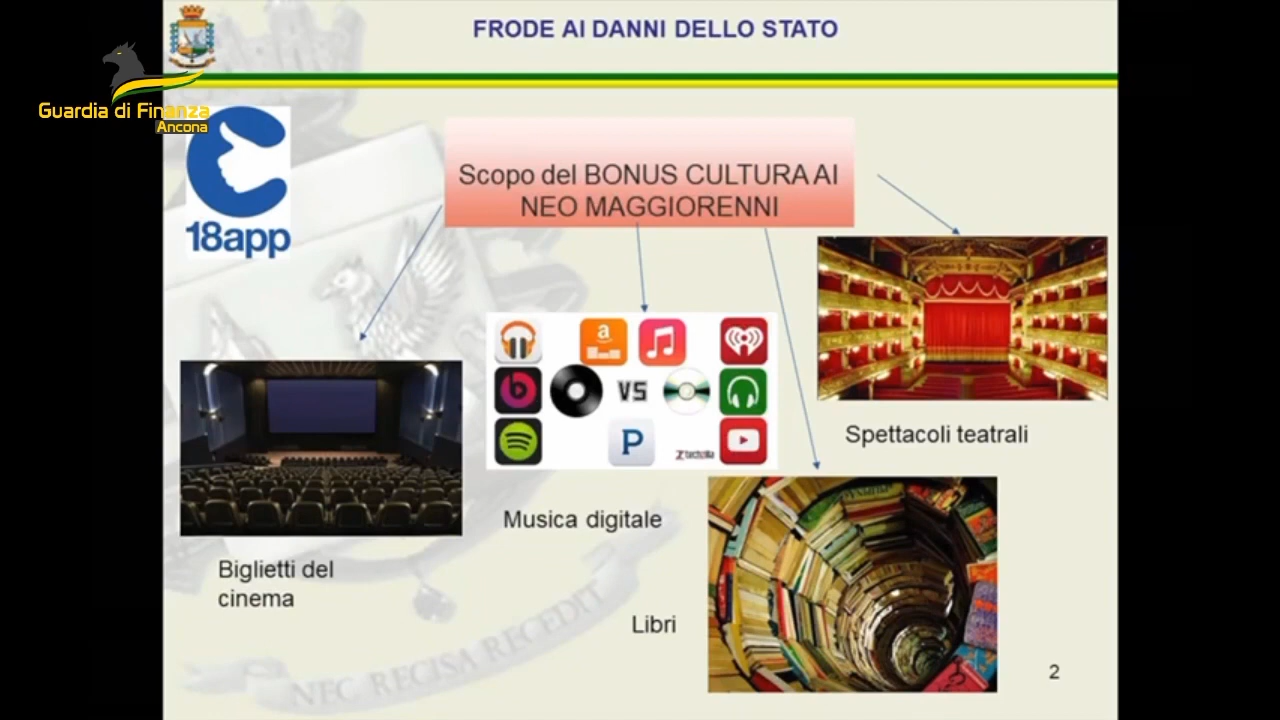 FRODE AI DANNI DELLO STATO
Guardia di Finanza
Ancona
18app
Scopo del BONUS CULTURA AI
NEO MAGGIORENNI
a
VS
P
Spettacoli teatrali
Musica digitale
Biglietti del
cinema
Libri
NEC RECISA RECEDIT
2